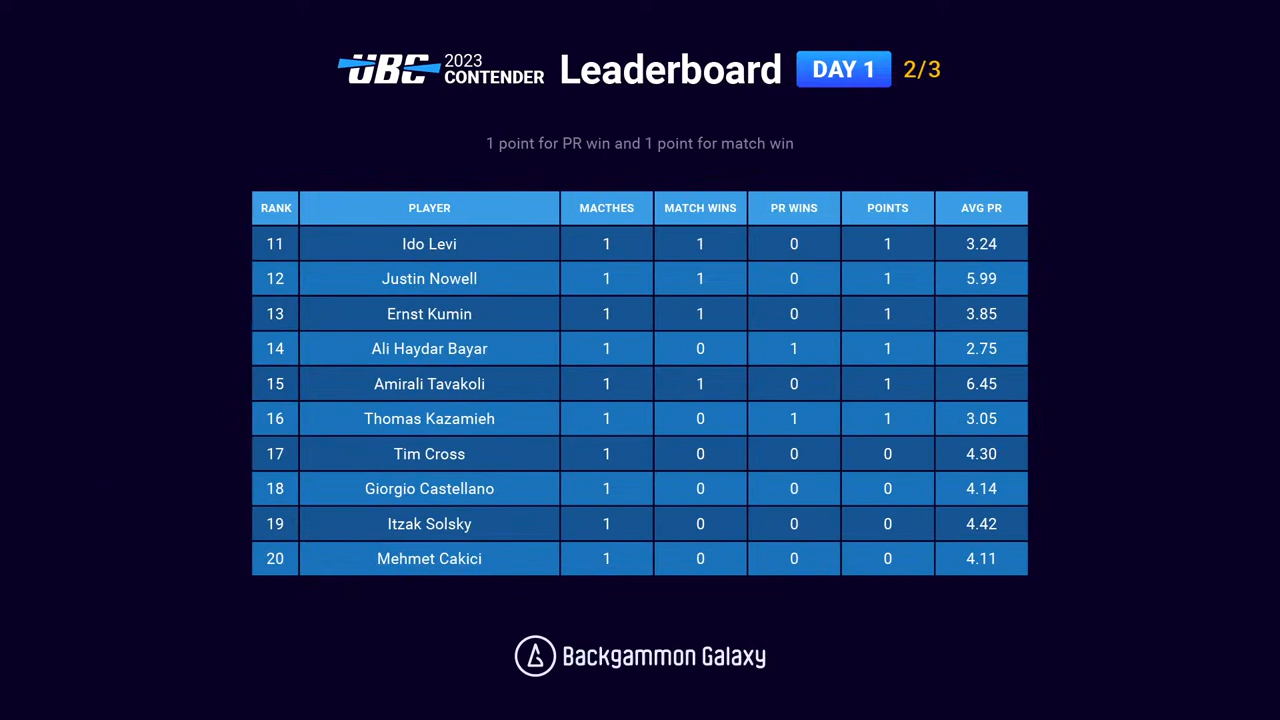 UBC 2023 CONTENDER Leaderboard DAY 1 2/3
1 point for PR win and 1 point for match win
RANK PLAYER MACTHES MATCH WINS PR WINS POINTS AVG PR
11 Ido Levi 1 1 0 1 3.24
12 Justin Nowell 1 1 0 1 5.99
13 Ernst Kumin 1 1 0 1 3.85
14 Ali Haydar Bayar 1 0 1 1 2.75
15 Amirali Tavakoli 1 1 0 1 6.45
16 Thomas Kazamieh 1 0 1 1 3.05
17 Tim Cross 1 0 0 0 4.30
18 Giorgio Castellano 1 0 0 0 4.14
19 Itzak Solsky 1 0 0 0 4.42
20 Mehmet Cakici 1 0 0 0 4.11
Backgammon Galaxy